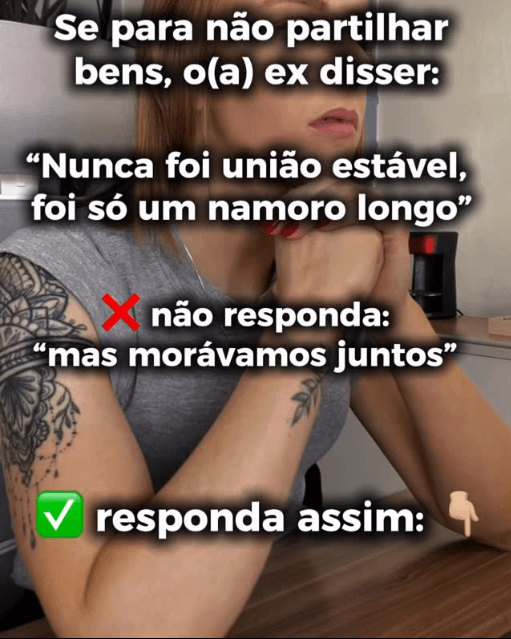 Se para não partilhar
bens, o(a) ex disser:
“Nunca foi união estável,
foi só um namoro longo”
❌ não responda:
“mas morávamos juntos”
✅ responda assim: 👇🏼